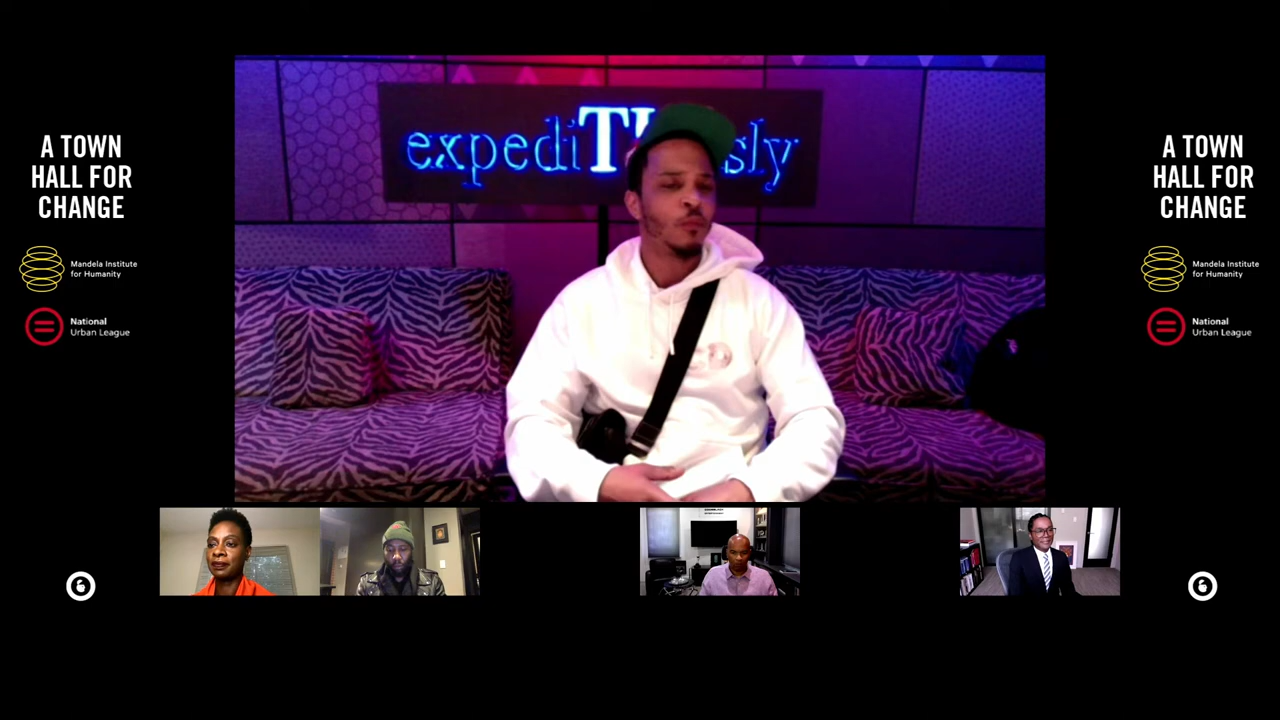 A TOWN
HALL FOR
CHANGE
Mandela Institute
for Humanity
National
Urban League
expediTI sly
A TOWN
HALL FOR
CHANGE
Mandela Institute
for Humanity
National
Urban League